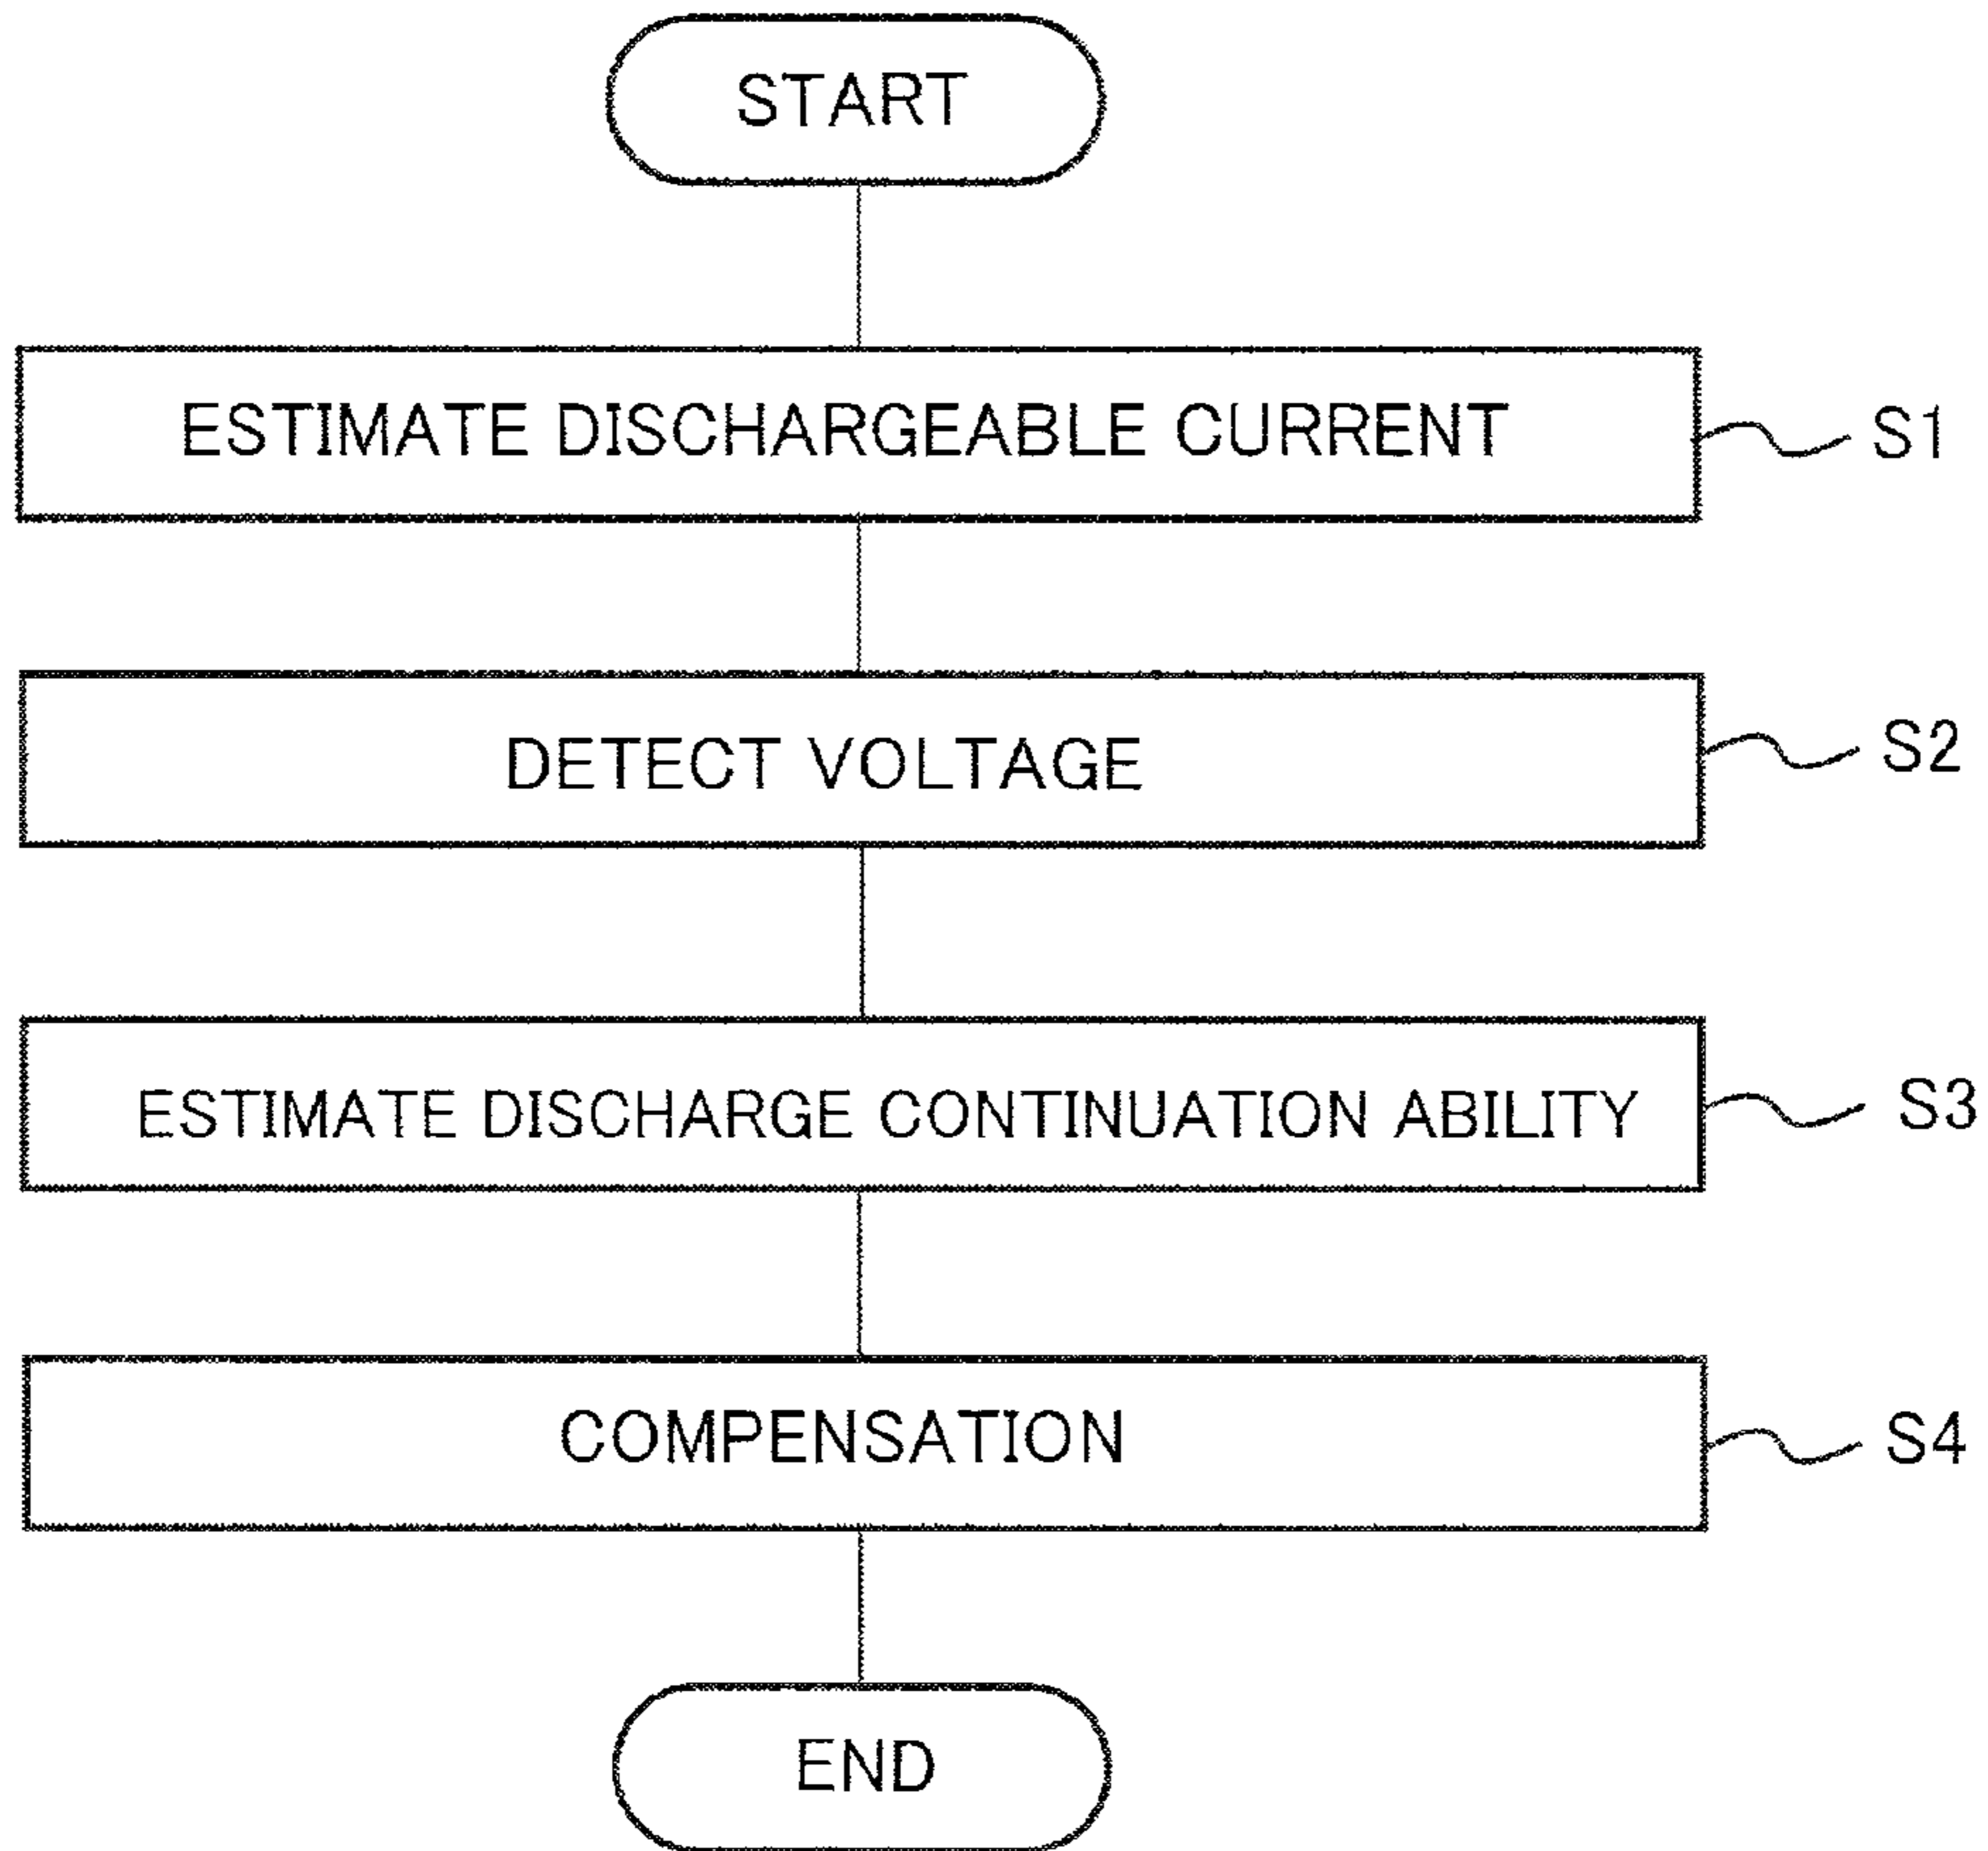 START
ESTIMATE DISCHARGEABLE CURRENT S1
DETECT VOLTAGE S2
ESTIMATE DISCHARGE CONTINUATION ABILITY S3
COMPENSATION S4
END